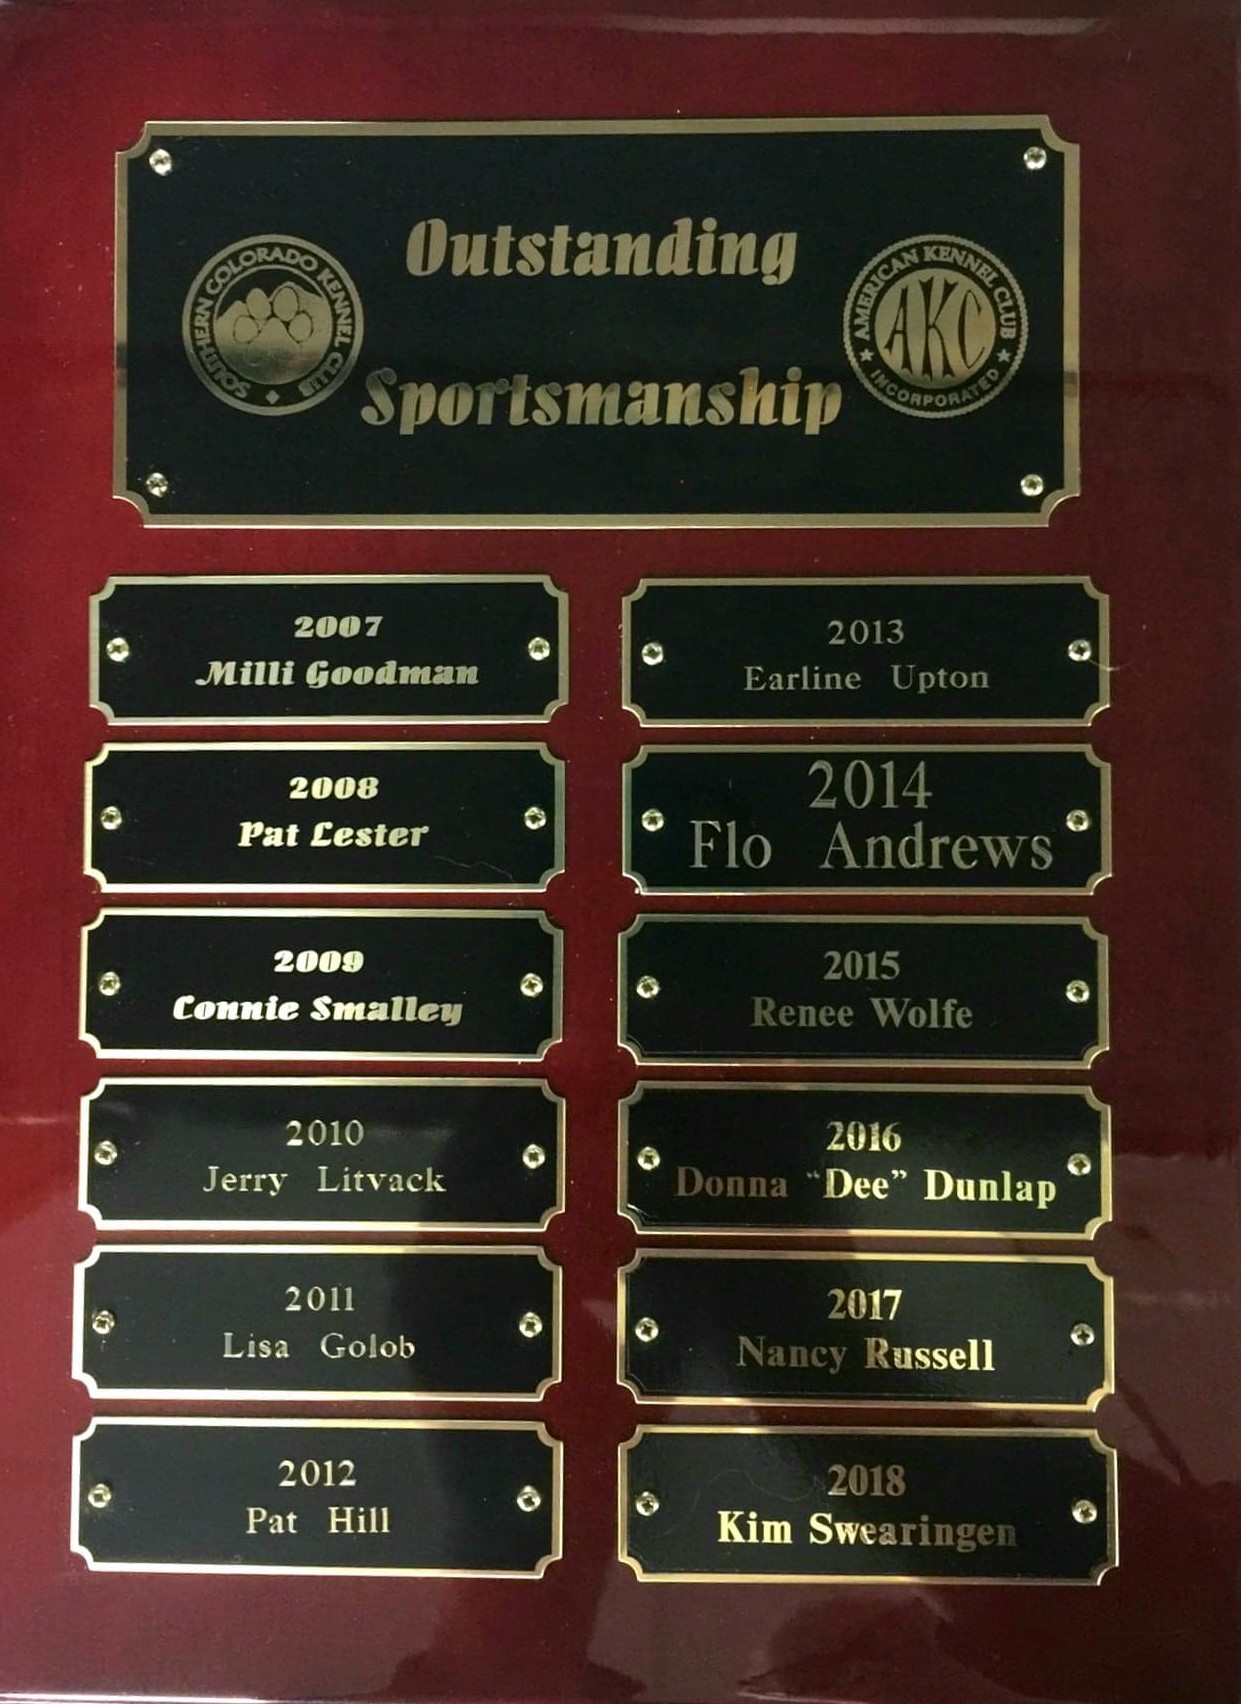 Outstanding
Sportsmanship
SOUTHERN COLORADO KENNEL CLUB
AMERICAN KENNEL CLUB
AKC
INCORPORATED
2007
Milli Goodman
2008
Pat Lester
2009
Connie Smalley
2010
Jerry Litvack
2011
Lisa Golob
2012
Pat Hill
2013
Earline Upton
2014
Flo Andrews
2015
Renee Wolfe
2016
Donna “Dee” Dunlap
2017
Nancy Russell
2018
Kim Swearingen